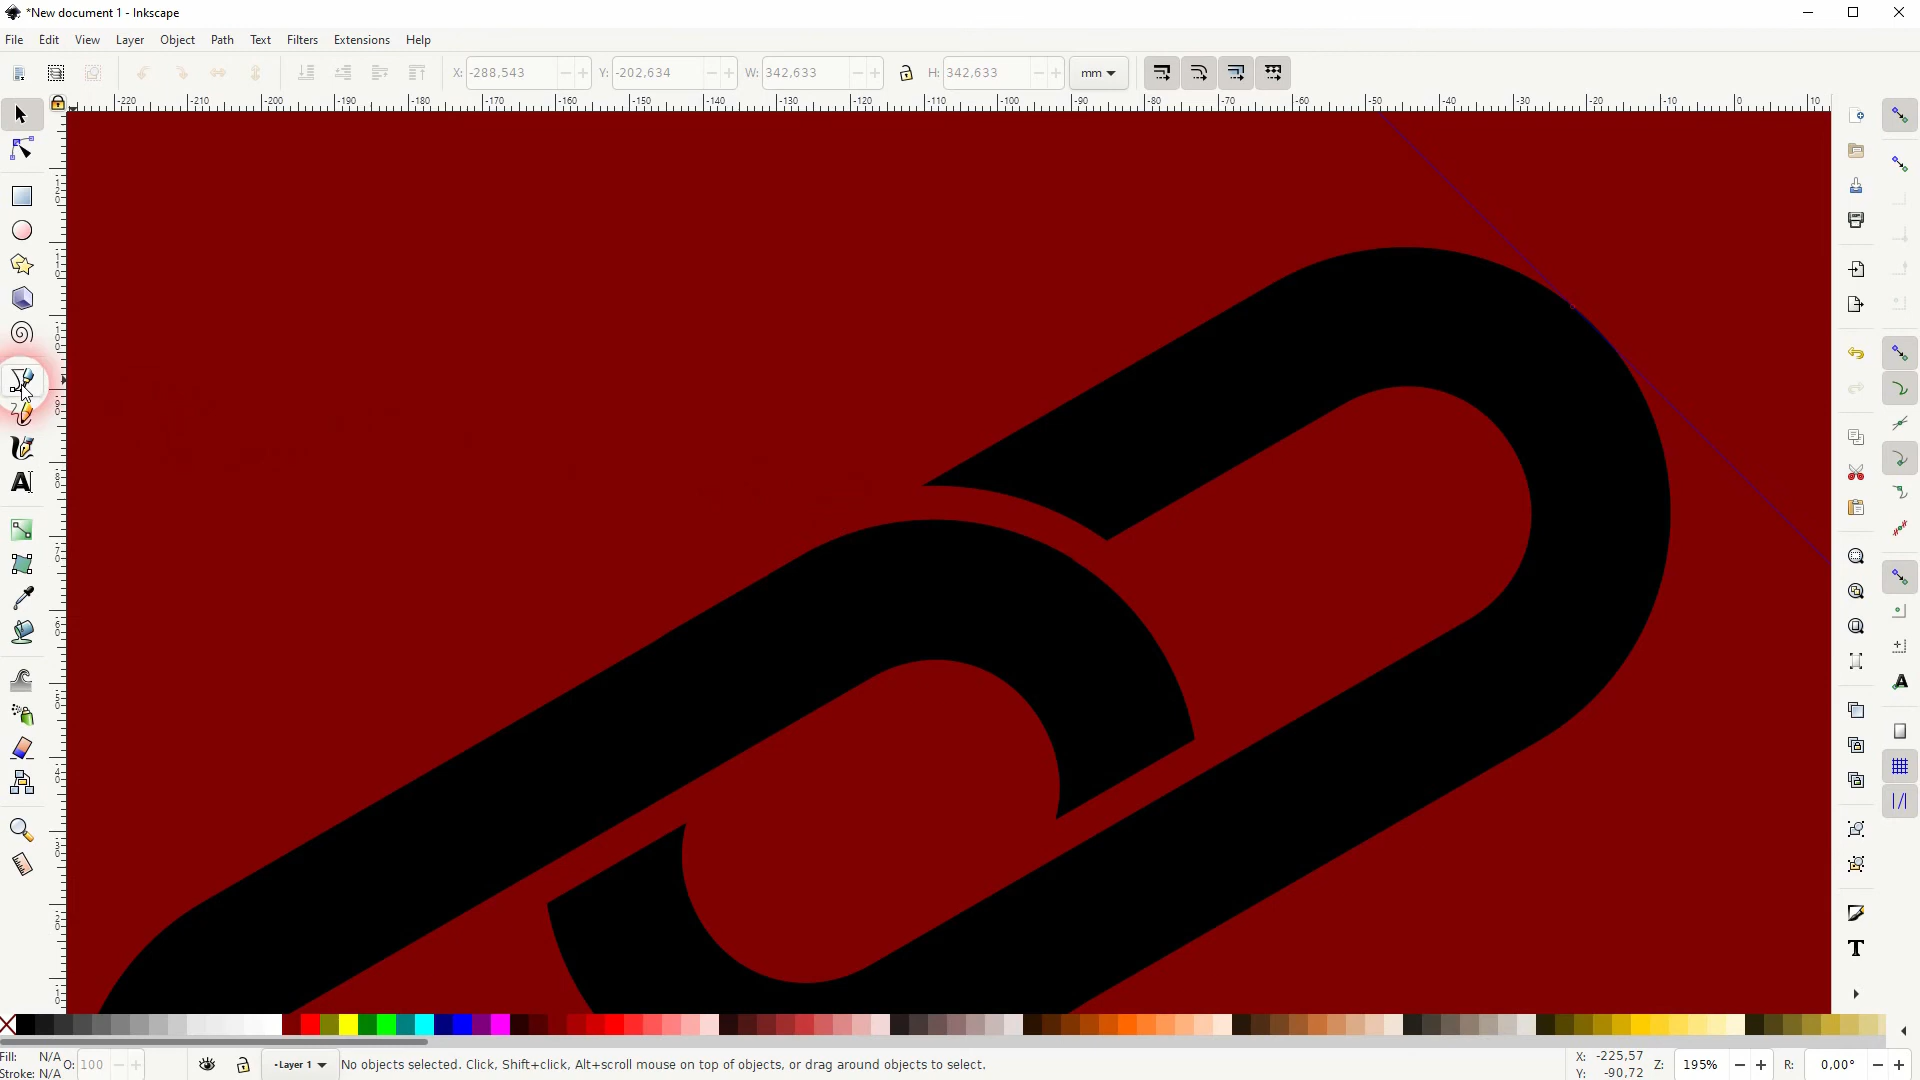 *New document 1 - Inkscape
File Edit View Layer Object Path Text Filters Extensions Help
X: -288,543 Y: -202,634 W: 342,633 H: 342,633 mm
-220 -210 -200 -190 -180 -170 -160 -150 -140 -130 -120 -110 -100 -90 -80 -70 -60 -50 -40 -30 -20 -10 0 10
Fill: N/A O: 100 -Layer 1 No objects selected. Click, Shift+click, Alt+scroll mouse on top of objects, or drag around objects to select. X: -225,57 Z: 195% R: 0,00°
Stroke: N/A Y: -90,72